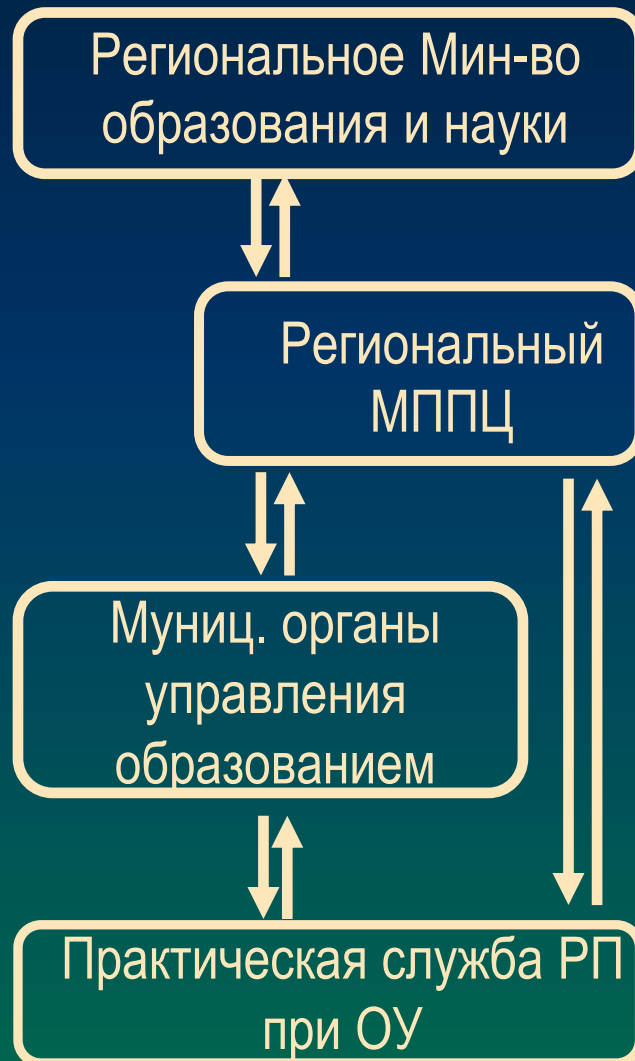 Региональное Мин-во
образования и науки
Региональный
МППЦ
Муниц. органы
управления
образованием
Практическая служба РП
при ОУ